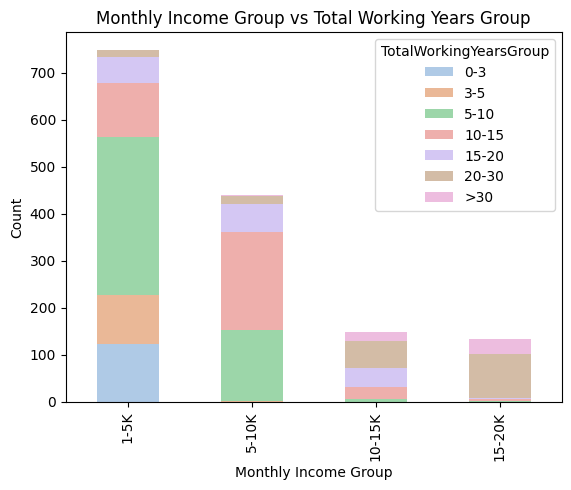 Monthly Income Group vs Total Working Years Group
TotalWorkingYearsGroup
0-3
3-5
5-10
10-15
15-20
20-30
>30
Count
700
600
500
400
300
200
100
0
1-5K
5-10K
10-15K
15-20K
Monthly Income Group